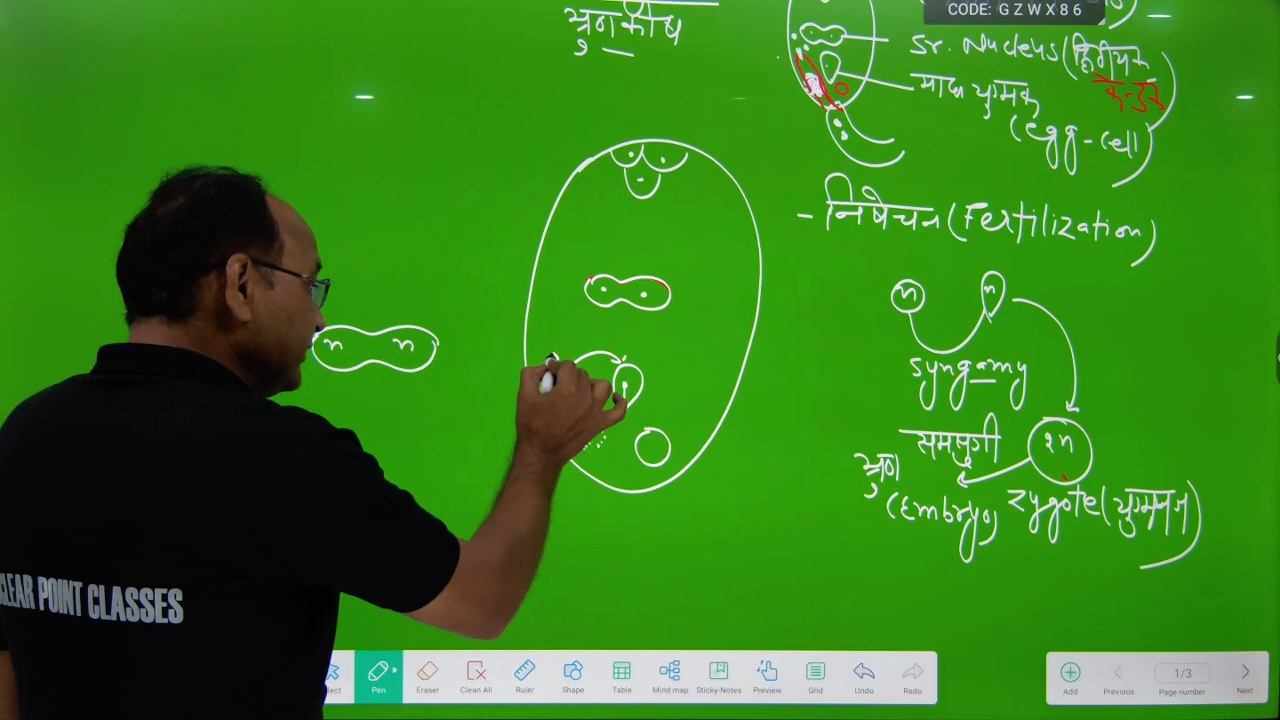 CODE: G Z W X 8 6
भ्रूणकोष
Sr. Nucleus (द्वितीयक
केन्द्रक
मादा युग्मक
(egg-cell)
- निषेचन (Fertilization)
n n
syngamy
n n
समयुग्मी
2n
भ्रूण
(Embryo)
zygote (युग्मनज)
CLEAR POINT CLASSES
Pen
Eraser
Clean All
Ruler
Shape
Table
Mind map
Sticky-Notes
Preview
Grid
Undo
Redo
Add
Previous
1/3
Page number
Next